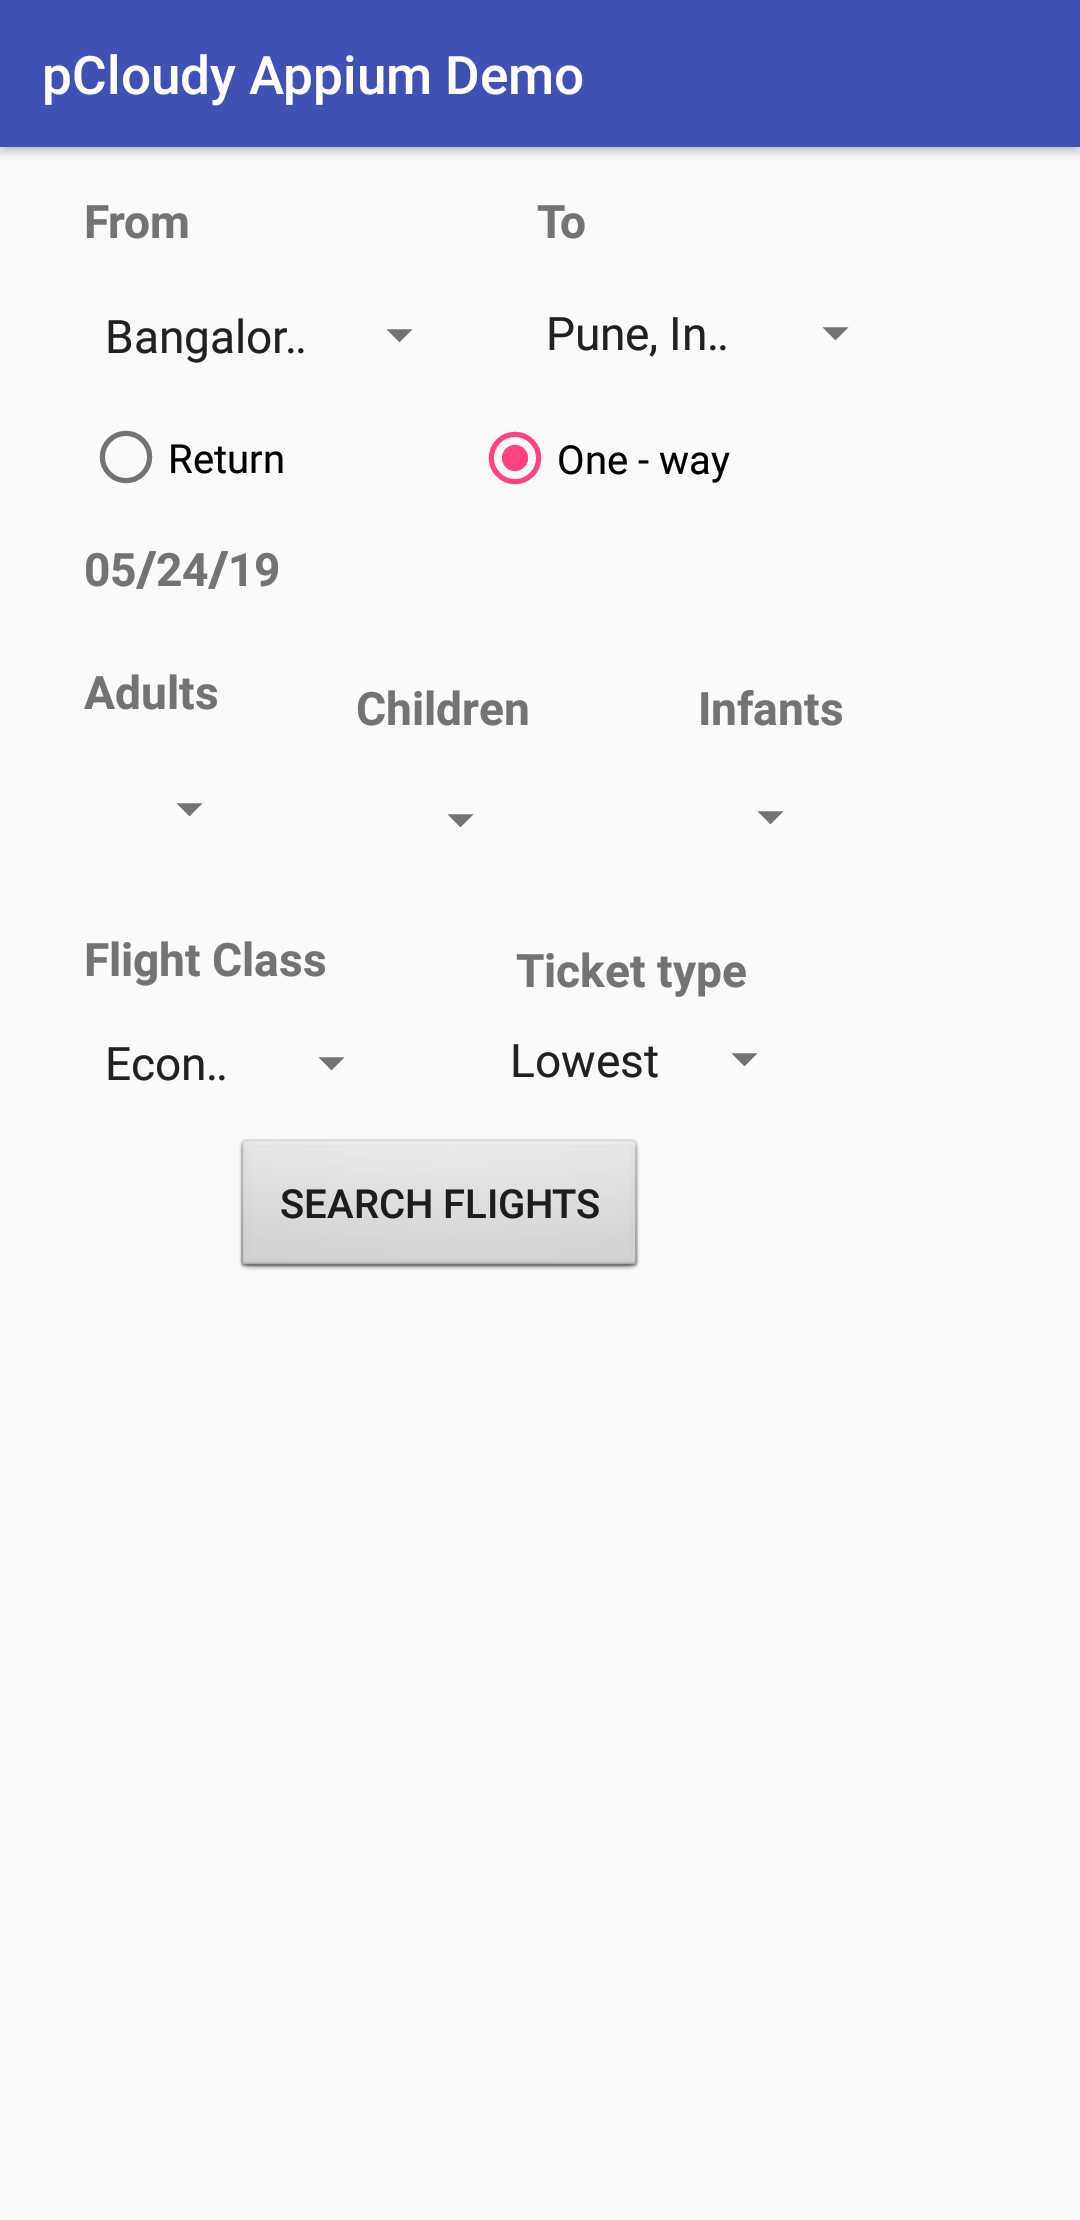 pCloudy Appium Demo
From To
Bangalor.. Pune, In..
Return One - way
05/24/19
Adults Children Infants
Flight Class Ticket type
Econ.. Lowest
SEARCH FLIGHTS